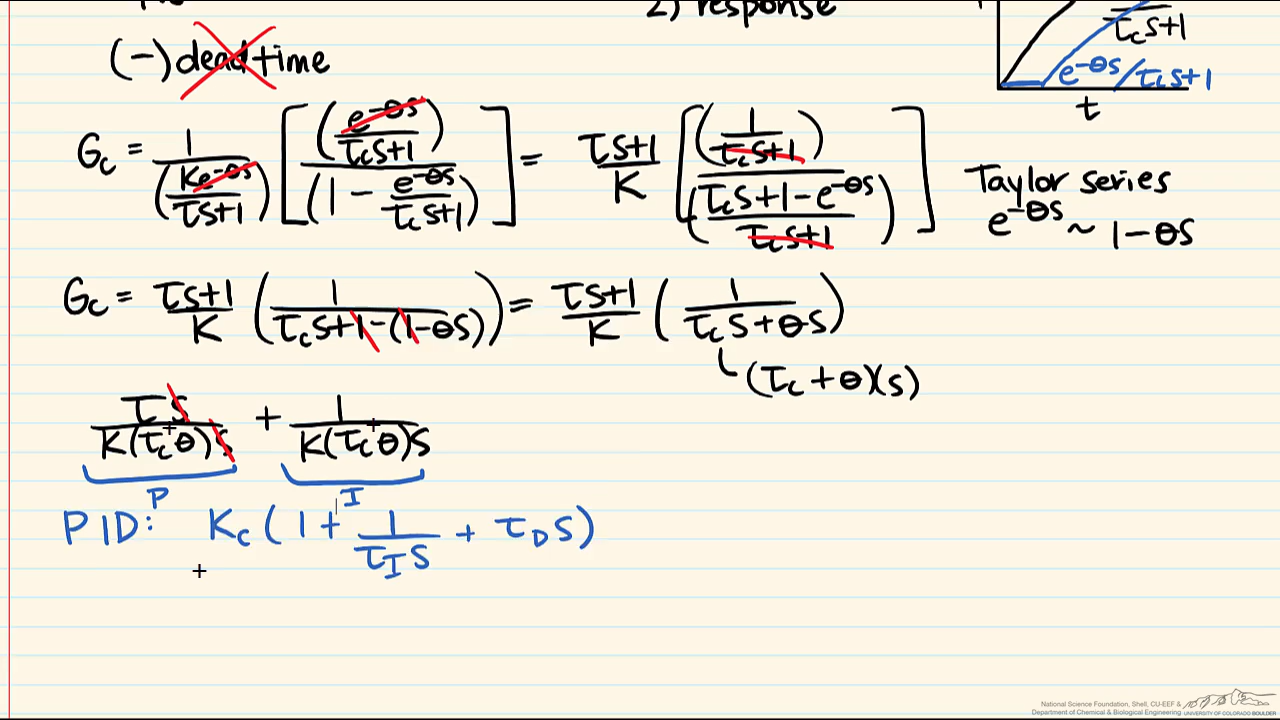 2) response
(-) dead time
τcs+1
e^-θs/τcs+1
t
Gc = 1/(Ke^-θs/τs+1) [(e^-θs/τcs+1)/(1 - e^-θs/τcs+1)] = τs+1/K [(1/τcs+1)/(τcs+1-e^-θs/τcs+1)]
Taylor series
e^-θs ~ 1-θs
Gc = τs+1/K (1/τcs+1-(1-θs)) = τs+1/K (1/τcs+θs)
(τc+θ)(s)
τs/K(τc+θ)s + 1/K(τc+θ)s
P I
PID: Kc(1+ 1/τIs + τDs)
National Science Foundation, Shell, CU-EEF &
Department of Chemical & Biological Engineering UNIVERSITY OF COLORADO BOULDER